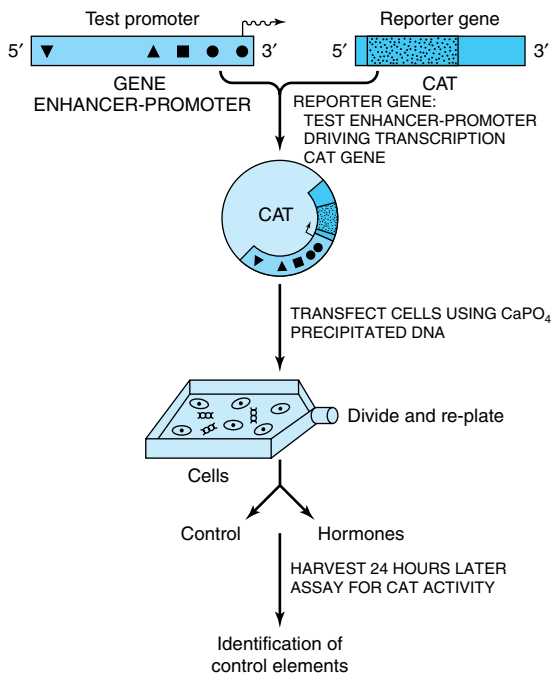 Test promoter
Reporter gene
5′ 3′ 5′ 3′
GENE
ENHANCER-PROMOTER
CAT
REPORTER GENE:
TEST ENHANCER-PROMOTER
DRIVING TRANSCRIPTION
CAT GENE
CAT
TRANSFECT CELLS USING CaPO₄
PRECIPITATED DNA
Divide and re-plate
Cells
Control Hormones
HARVEST 24 HOURS LATER
ASSAY FOR CAT ACTIVITY
Identification of
control elements